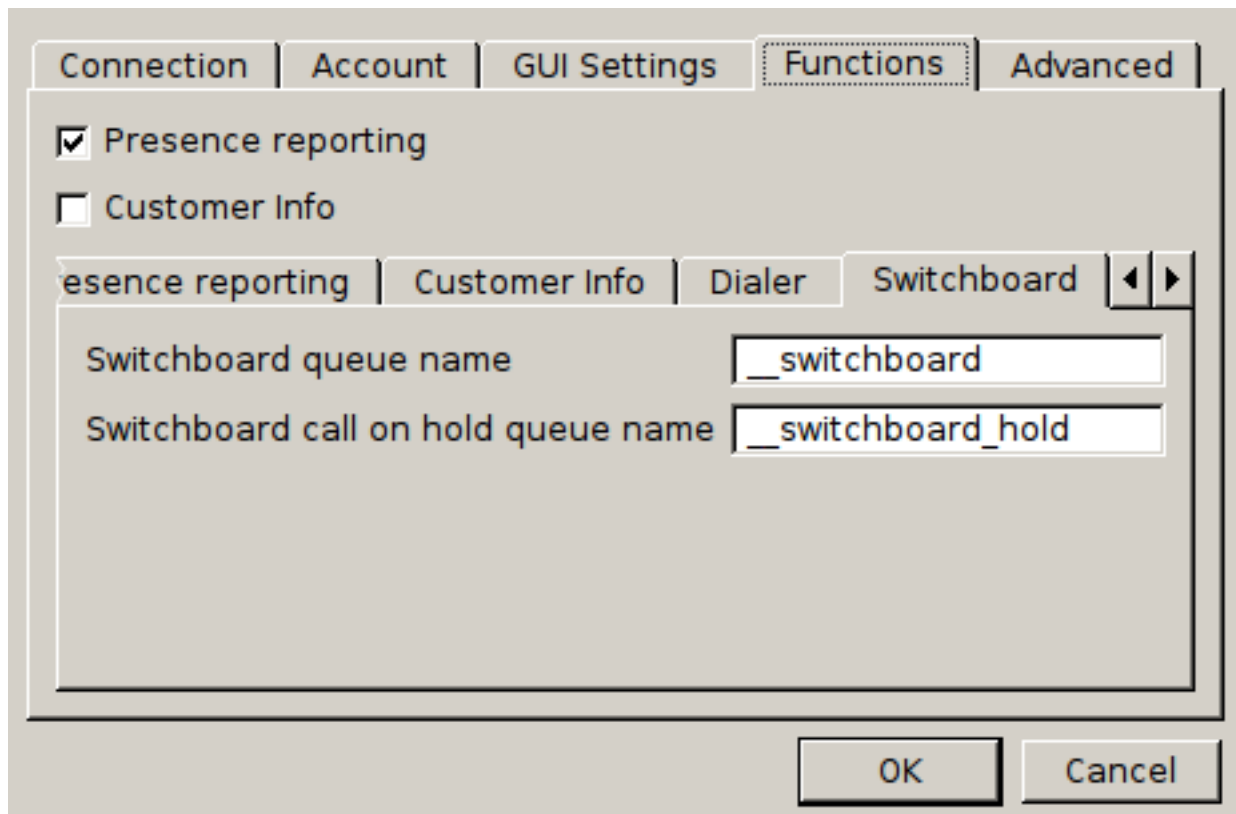 Connection Account GUI Settings Functions Advanced
Presence reporting
Customer Info
esence reporting Customer Info Dialer Switchboard
Switchboard queue name __switchboard
Switchboard call on hold queue name __switchboard_hold
OK Cancel